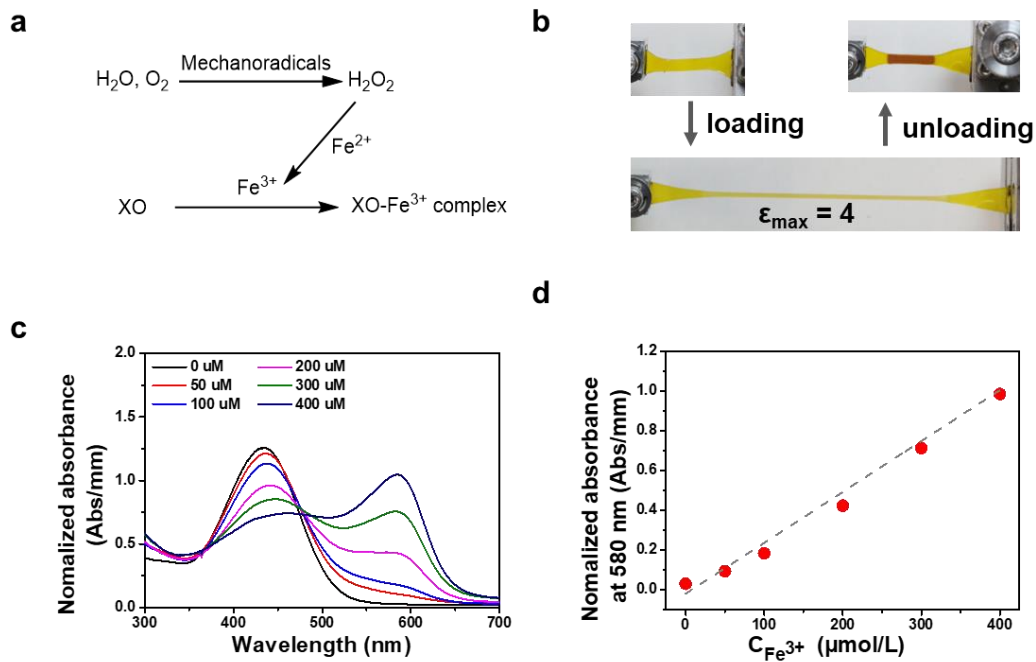 a
Mechanoradicals
H₂O, O₂
H₂O₂
Fe²⁺
Fe³⁺
XO
XO-Fe³⁺ complex
b
loading
unloading
εmax = 4
c
Nomalized absorbance
(Abs/mm)
2.0
1.5
1.0
0.5
0.0
0 uM
200 uM
50 uM
300 uM
100 uM
400 uM
300
400
500
600
700
Wavelength (nm)
d
Nomalized absorbance
at 580 nm (Abs/mm)
1.2
1.0
0.8
0.6
0.4
0.2
0.0
0
100
200
300
400
C Fe³⁺ (μmol/L)